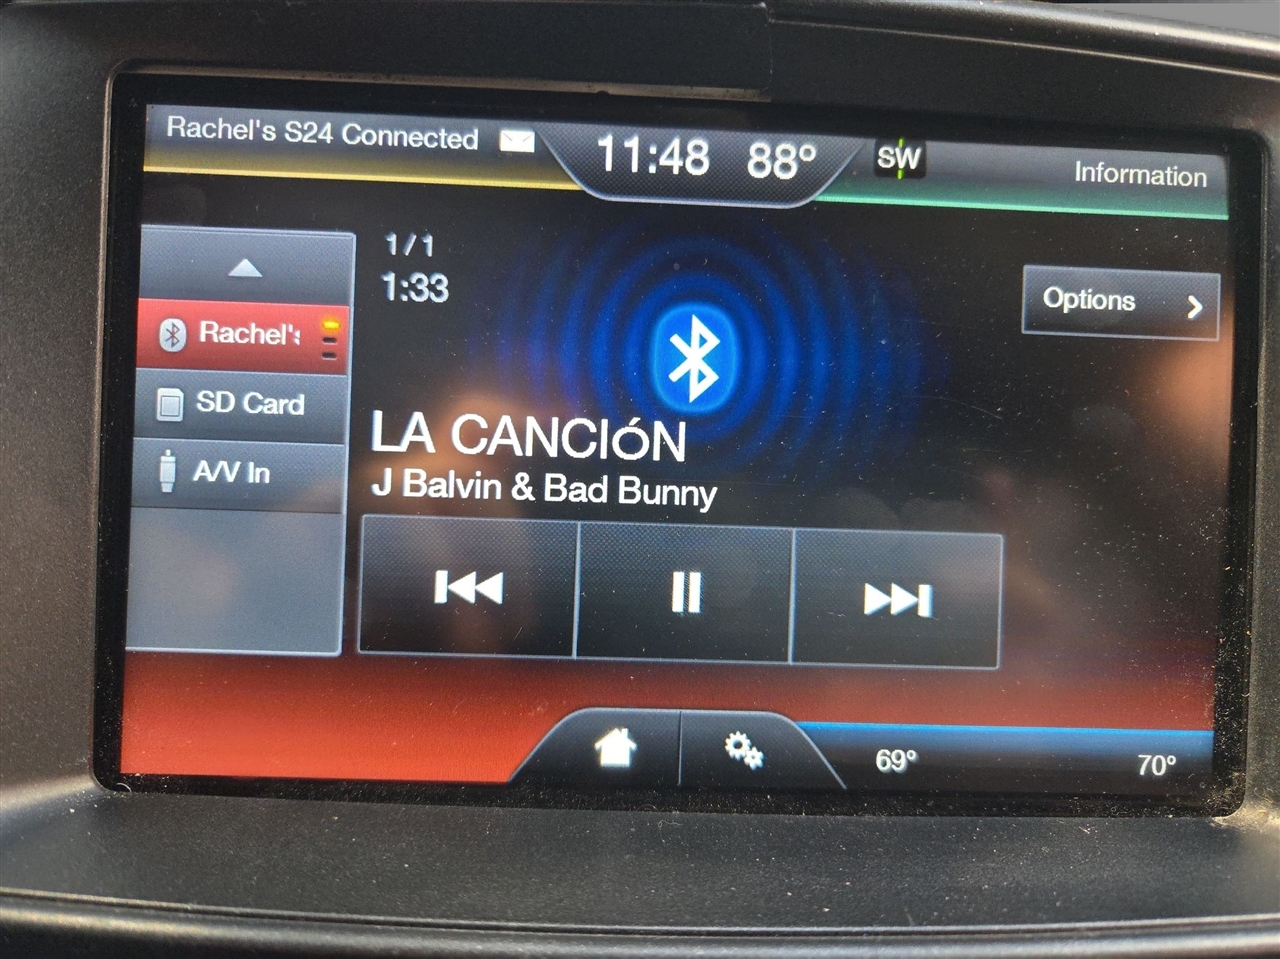 Rachel's S24 Connected
11:48 88°
SW
Information
1/1
1:33
Options
Rachel's
SD Card
A/V In
LA CANCIÓN
J Balvin & Bad Bunny
69°
70°